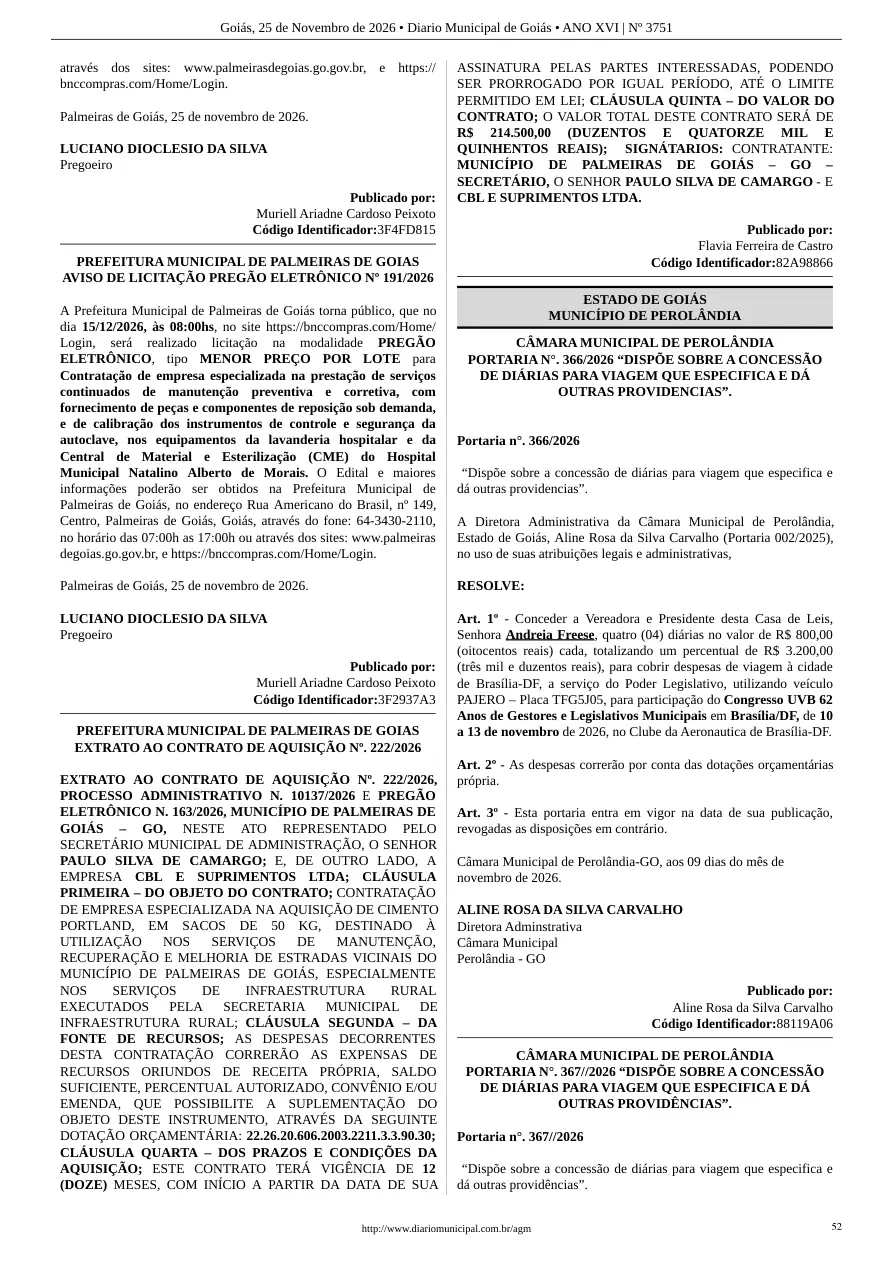 Goiás, 25 de Novembro de 2026 • Diario Municipal de Goiás • ANO XVI | Nº 3751
através dos sites: www.palmeirasdegoias.go.gov.br, e https://
bnccompras.com/Home/Login.
Palmeiras de Goiás, 25 de novembro de 2026.
LUCIANO DIOCLESIO DA SILVA
Pregoeiro
Publicado por:
Muriell Ariadne Cardoso Peixoto
Código Identificador:3F4FD815
PREFEITURA MUNICIPAL DE PALMEIRAS DE GOIAS
AVISO DE LICITAÇÃO PREGÃO ELETRÔNICO Nº 191/2026
A Prefeitura Municipal de Palmeiras de Goiás torna público, que no
dia 15/12/2026, às 08:00hs, no site https://bnccompras.com/Home/
Login, será realizado licitação na modalidade PREGÃO
ELETRÔNICO, tipo MENOR PREÇO POR LOTE para
Contratação de empresa especializada na prestação de serviços
continuados de manutenção preventiva e corretiva, com
fornecimento de peças e componentes de reposição sob demanda,
e de calibração dos instrumentos de controle e segurança da
autoclave, nos equipamentos da lavanderia hospitalar e da
Central de Material e Esterilização (CME) do Hospital
Municipal Natalino Alberto de Morais. O Edital e maiores
informações poderão ser obtidos na Prefeitura Municipal de
Palmeiras de Goiás, no endereço Rua Americano do Brasil, nº 149,
Centro, Palmeiras de Goiás, Goiás, através do fone: 64-3430-2110,
no horário das 07:00h as 17:00h ou através dos sites: www.palmeiras
degoias.go.gov.br, e https://bnccompras.com/Home/Login.
Palmeiras de Goiás, 25 de novembro de 2026.
LUCIANO DIOCLESIO DA SILVA
Pregoeiro
Publicado por:
Muriell Ariadne Cardoso Peixoto
Código Identificador:3F2937A3
PREFEITURA MUNICIPAL DE PALMEIRAS DE GOIAS
EXTRATO AO CONTRATO DE AQUISIÇÃO Nº. 222/2026
EXTRATO AO CONTRATO DE AQUISIÇÃO Nº. 222/2026,
PROCESSO ADMINISTRATIVO N. 10137/2026 E PREGÃO
ELETRÔNICO N. 163/2026, MUNICÍPIO DE PALMEIRAS DE
GOIÁS – GO, NESTE ATO REPRESENTADO PELO
SECRETÁRIO MUNICIPAL DE ADMINISTRAÇÃO, O SENHOR
PAULO SILVA DE CAMARGO; E, DE OUTRO LADO, A
EMPRESA CBL E SUPRIMENTOS LTDA; CLÁUSULA
PRIMEIRA – DO OBJETO DO CONTRATO; CONTRATAÇÃO
DE EMPRESA ESPECIALIZADA NA AQUISIÇÃO DE CIMENTO
PORTLAND, EM SACOS DE 50 KG, DESTINADO À
UTILIZAÇÃO NOS SERVIÇOS DE MANUTENÇÃO,
RECUPERAÇÃO E MELHORIA DE ESTRADAS VICINAIS DO
MUNICÍPIO DE PALMEIRAS DE GOIÁS, ESPECIALMENTE
NOS SERVIÇOS DE INFRAESTRUTURA RURAL
EXECUTADOS PELA SECRETARIA MUNICIPAL DE
INFRAESTRUTURA RURAL; CLÁUSULA SEGUNDA – DA
FONTE DE RECURSOS; AS DESPESAS DECORRENTES
DESTA CONTRATAÇÃO CORRERÃO AS EXPENSAS DE
RECURSOS ORIUNDOS DE RECEITA PRÓPRIA, SALDO
SUFICIENTE, PERCENTUAL AUTORIZADO, CONVÊNIO E/OU
EMENDA, QUE POSSIBILITE A SUPLEMENTAÇÃO DO
OBJETO DESTE INSTRUMENTO, ATRAVÉS DA SEGUINTE
DOTAÇÃO ORÇAMENTÁRIA: 22.26.20.606.2003.2211.3.3.90.30;
CLÁUSULA QUARTA – DOS PRAZOS E CONDIÇÕES DA
AQUISIÇÃO; ESTE CONTRATO TERÁ VIGÊNCIA DE 12
(DOZE) MESES, COM INÍCIO A PARTIR DA DATA DE SUA
ASSINATURA PELAS PARTES INTERESSADAS, PODENDO
SER PRORROGADO POR IGUAL PERÍODO, ATÉ O LIMITE
PERMITIDO EM LEI; CLÁUSULA QUINTA – DO VALOR DO
CONTRATO; O VALOR TOTAL DESTE CONTRATO SERÁ DE
R$ 214.500,00 (DUZENTOS E QUATORZE MIL E
QUINHENTOS REAIS); SIGNÁTARIOS: CONTRATANTE:
MUNICÍPIO DE PALMEIRAS DE GOIÁS – GO –
SECRETÁRIO, O SENHOR PAULO SILVA DE CAMARGO - E
CBL E SUPRIMENTOS LTDA.
Publicado por:
Flavia Ferreira de Castro
Código Identificador:82A98866
ESTADO DE GOIÁS
MUNICÍPIO DE PEROLÂNDIA
CÂMARA MUNICIPAL DE PEROLÂNDIA
PORTARIA N°. 366/2026 “DISPÕE SOBRE A CONCESSÃO
DE DIÁRIAS PARA VIAGEM QUE ESPECIFICA E DÁ
OUTRAS PROVIDENCIAS”.
Portaria n°. 366/2026
“Dispõe sobre a concessão de diárias para viagem que especifica e
dá outras providencias”.
A Diretora Administrativa da Câmara Municipal de Perolândia,
Estado de Goiás, Aline Rosa da Silva Carvalho (Portaria 002/2025),
no uso de suas atribuições legais e administrativas,
RESOLVE:
Art. 1º - Conceder a Vereadora e Presidente desta Casa de Leis,
Senhora Andreia Freese, quatro (04) diárias no valor de R$ 800,00
(oitocentos reais) cada, totalizando um percentual de R$ 3.200,00
(três mil e duzentos reais), para cobrir despesas de viagem à cidade
de Brasília-DF, a serviço do Poder Legislativo, utilizando veículo
PAJERO – Placa TFG5J05, para participação do Congresso UVB 62
Anos de Gestores e Legislativos Municipais em Brasília/DF, de 10
a 13 de novembro de 2026, no Clube da Aeronautica de Brasília-DF.
Art. 2º - As despesas correrão por conta das dotações orçamentárias
própria.
Art. 3º - Esta portaria entra em vigor na data de sua publicação,
revogadas as disposições em contrário.
Câmara Municipal de Perolândia-GO, aos 09 dias do mês de
novembro de 2026.
ALINE ROSA DA SILVA CARVALHO
Diretora Adminstrativa
Câmara Municipal
Perolândia - GO
Publicado por:
Aline Rosa da Silva Carvalho
Código Identificador:88119A06
CÂMARA MUNICIPAL DE PEROLÂNDIA
PORTARIA N°. 367//2026 “DISPÕE SOBRE A CONCESSÃO
DE DIÁRIAS PARA VIAGEM QUE ESPECIFICA E DÁ
OUTRAS PROVIDÊNCIAS”.
Portaria n°. 367//2026
“Dispõe sobre a concessão de diárias para viagem que especifica e
dá outras providências”.
http://www.diariomunicipal.com.br/agm
52